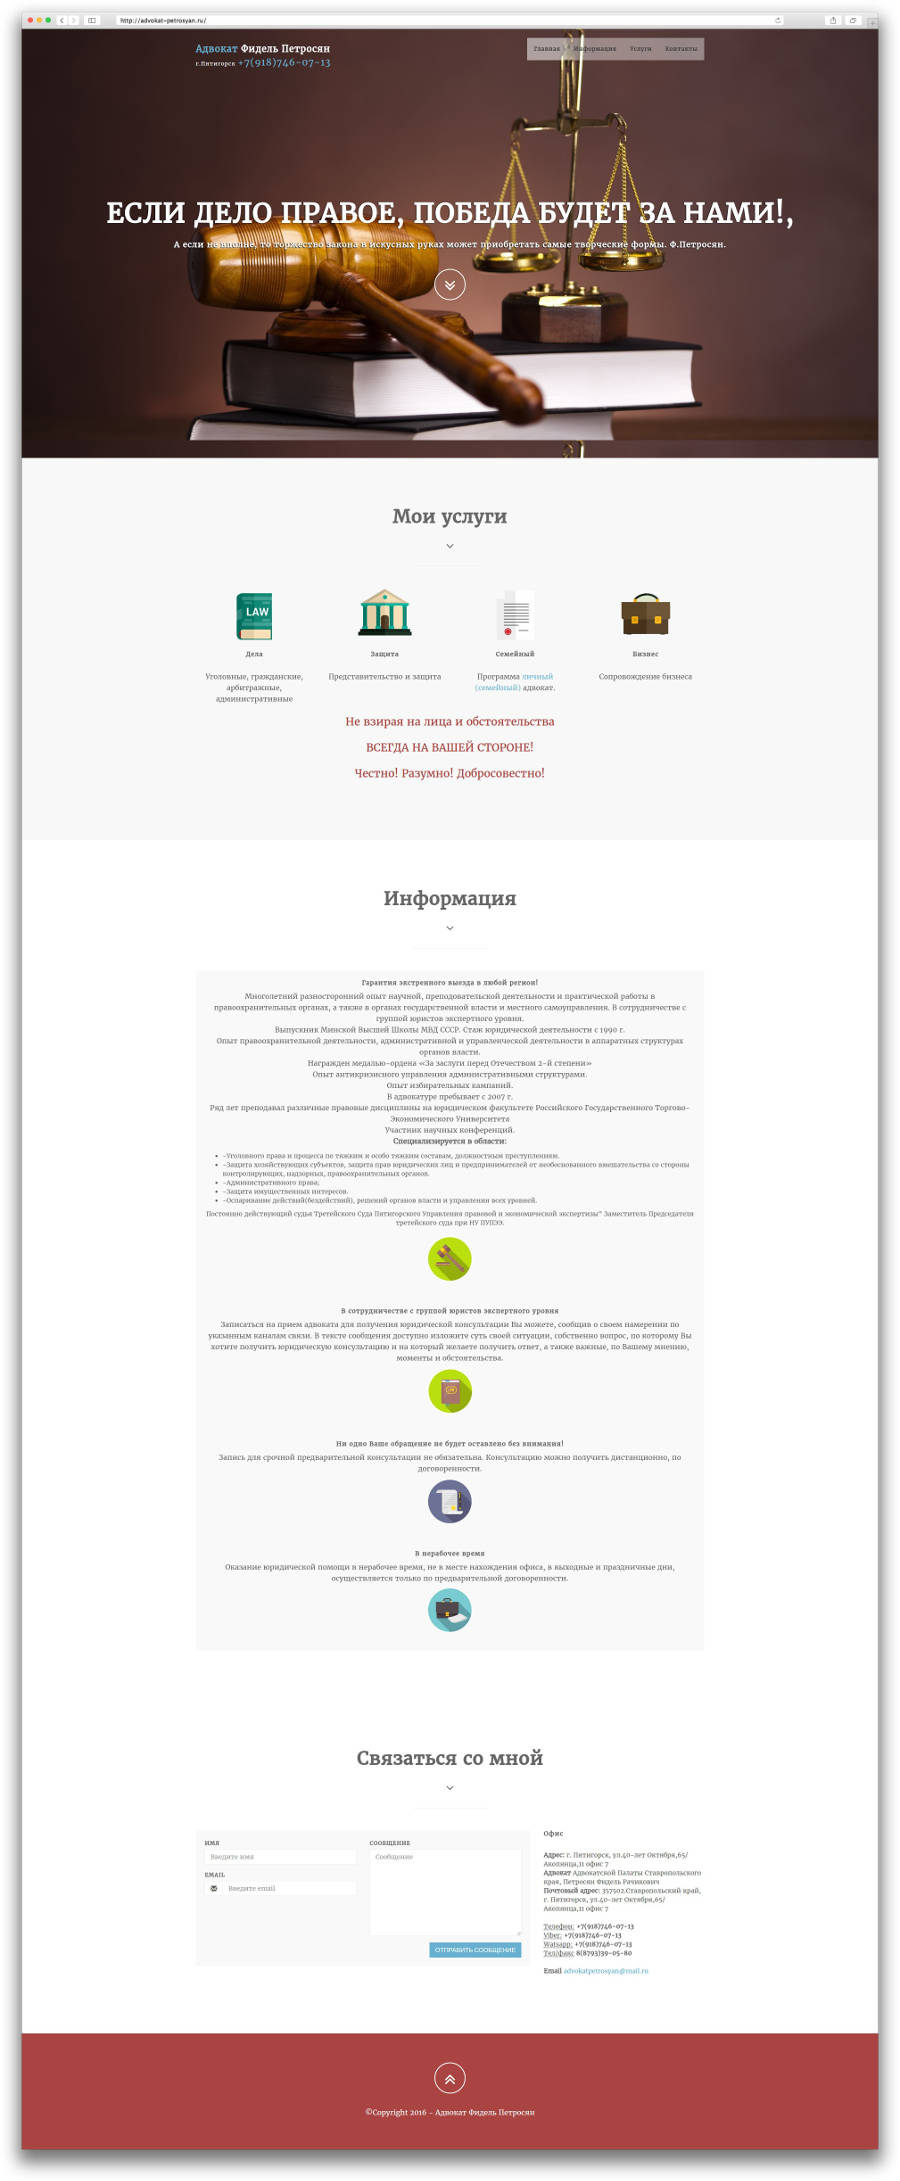 http://advokat-petrosyan.ru/
Адвокат Фидель Петросян
г.Пятигорск +7(918)746-07-13
Главная Информация Услуги Контакты
ЕСЛИ ДЕЛО ПРАВОЕ, ПОБЕДА БУДЕТ ЗА НАМИ!,
А если не вполне, то торжество закона в искусных руках может приобретать самые творческие формы. Ф.Петросян.
Мои услуги
LAW
Дела
Уголовные, гражданские,
арбитражные,
административные
Защита
Представительство и защита
Семейный
Программа личный
(семейный) адвокат.
Бизнес
Сопровождение бизнеса
Не взирая на лица и обстоятельства
ВСЕГДА НА ВАШЕЙ СТОРОНЕ!
Честно! Разумно! Добросовестно!
Информация
Гарантия экстренного выезда в любой регион!
Многолетний разносторонний опыт научной, преподовательской деятельности и практической работы в
правоохранительных органах, а также в органах государственной власти и местного самоуправления. В сотрудничестве с
группой юристов экспертного уровня.
Выпускник Минской Высшей Школы МВД СССР. Стаж юридической деятельности с 1990 г.
Опыт правоохранительной деятельности, административной и управленческой деятельности в аппаратных структурах
органов власти.
Награжден медалью-ордена «За заслуги перед Отечеством 2-й степени»
Опыт антикризисного управления административными структурами.
Опыт избирательных кампаний.
В адвокатуре пребывает с 2007 г.
Ряд лет преподавал различные правовые дисциплины на юридическом факультете Российского Государственного Торгово-
Экономического Университета
Участник научных конференций.
Специализируется в области:
-Уголовного права и процесса по тяжким и особо тяжким составам, должностным преступлениям.
-Защита хозяйствующих субъектов, защита прав юридических лиц и предпринимателей от необоснованного вмешательства со стороны
контролирующих, надзорных, правоохранительных органов.
-Административного права;
-Защита имущественных интересов.
-Оспаривание действий(бездействий), решений органов власти и управления всех уровней.
Постоянно действующий судья Третейского Суда Пятигорского Управления правовой и экономической экспертизы" Заместитель Председателя
третейского суда при НУ ПУПЭЭ.
В сотрудничестве с группой юристов экспертного уровня
Записаться на прием адвоката для получения юридической консультации Вы можете, сообщив о своем намерении по
указанным каналам связи. В тексте сообщения доступно изложите суть своей ситуации, собственно вопрос, по которому Вы
хотите получить юридическую консультацию и на который желаете получить ответ, а также важные, по Вашему мнению,
моменты и обстоятельства.
Ни одно Ваше обращение не будет оставлено без внимания!
Запись для срочной предварительной консультации не обязательна. Консультацию можно получить дистанционно, по
договоренности.
В нерабочее время
Оказание юридической помощи в нерабочее время, не в месте нахождения офиса, в выходные и праздничные дни,
осуществляется только по предварительной договоренности.
Связаться со мной
ИМЯ
Введите имя
EMAIL
Введите email
СООБЩЕНИЕ
Сообщение
ОТПРАВИТЬ СООБЩЕНИЕ
Офис
Адрес: г. Пятигорск, ул.40-лет Октября,65/
Акопянца,11 офис 7
Адвокат Адвокатской Палаты Ставропольского
края, Петросян Фидель Рачикович
Почтовый адрес: 357502.Ставропольский край,
г. Пятигорск, ул.40-лет Октября,65/
Акопянца,11 офис 7
Телефон: +7(918)746-07-13
Viber: +7(918)746-07-13
Watsapp: +7(918)746-07-13
Тел/факс 8(8793)39-05-80
Email advokatpetrosyan@mail.ru
©Copyright 2016 - Адвокат Фидель Петросян